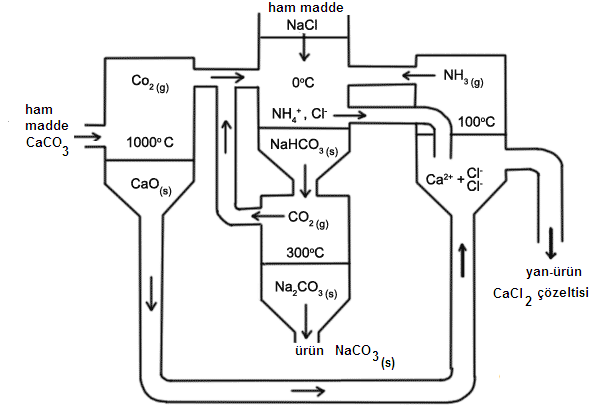 ham madde
NaCl
Co₂(g)
0°C
NH₃(g)
ham
madde
CaCO₃
NH₄⁺, Cl⁻
1000°C
100°C
NaHCO₃(s)
CaO(s)
Ca²⁺ + Cl⁻
Cl⁻
CO₂(g)
300°C
Na₂CO₃(s)
yan-ürün
CaCl₂ çözeltisi
ürün NaCO₃(s)